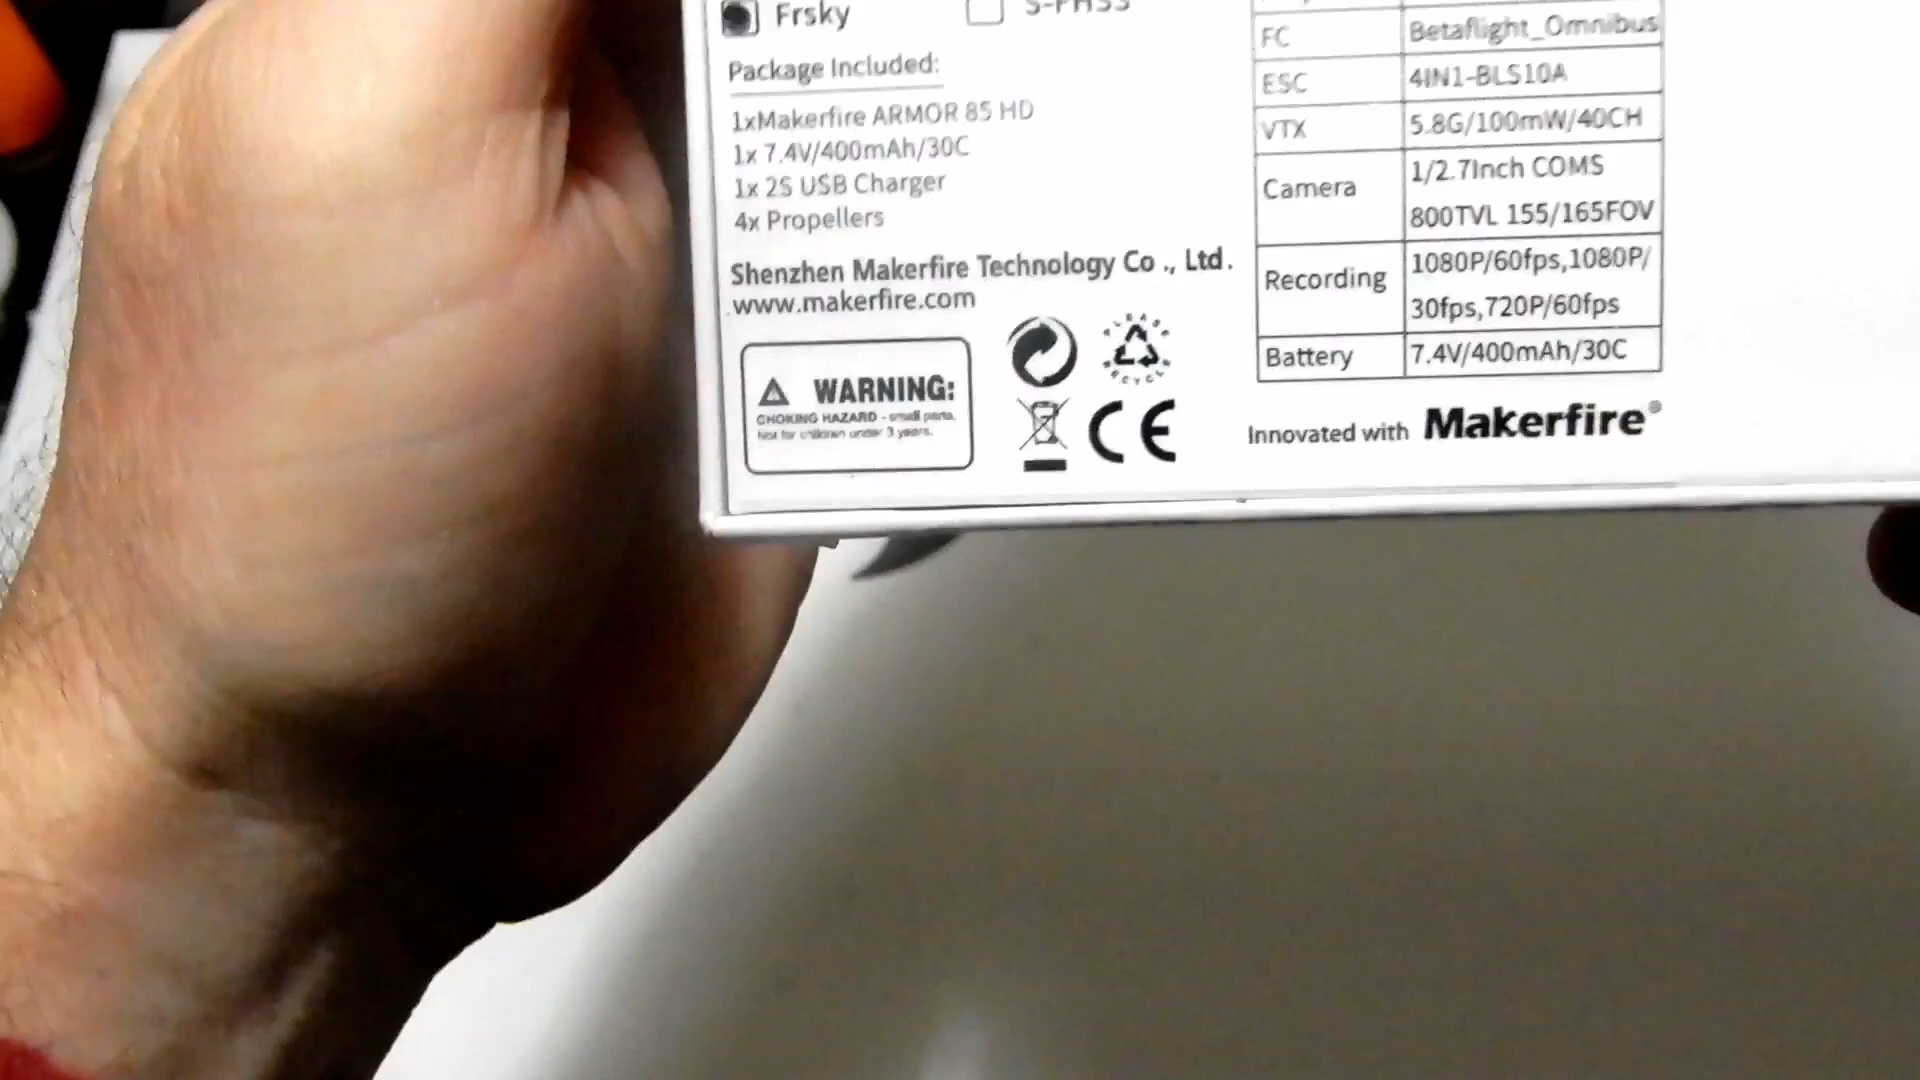 Frsky
S-FHSS
Package Included:
1xMakerfire ARMOR 85 HD
1x 7.4V/400mAh/30C
1x 2S USB Charger
4x Propellers
Shenzhen Makerfire Technology Co ., Ltd.
www.makerfire.com
WARNING:
CHOKING HAZARD - small parts.
Not for children under 3 years.
PLEASE
RECYCLE
CE
FC Betaflight_Omnibus
ESC 4IN1-BLS10A
VTX 5.8G/100mW/40CH
Camera 1/2.7Inch COMS
800TVL 155/165FOV
Recording 1080P/60fps,1080P/
30fps,720P/60fps
Battery 7.4V/400mAh/30C
Innovated with Makerfire®